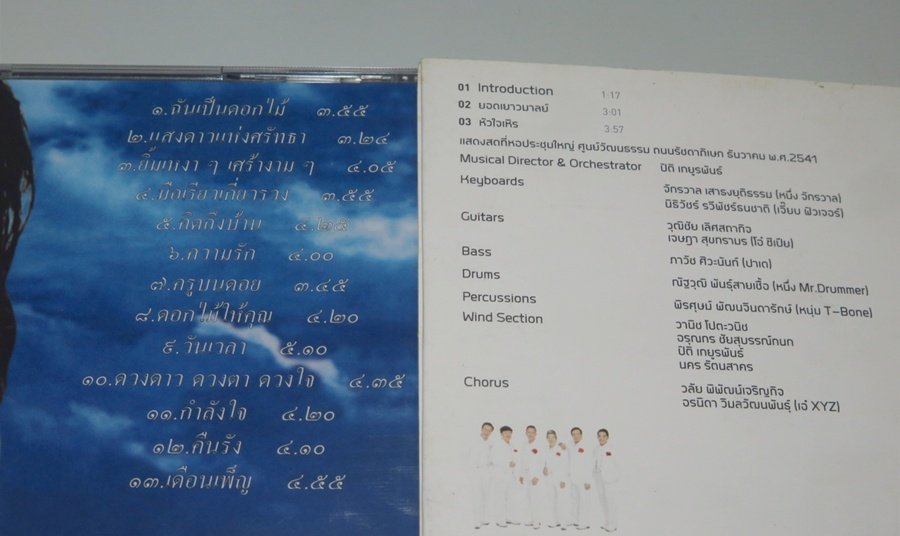 ๑.ฉันเป็นดอกไม้ ๓.๕๕
๒.แสงดาวแห่งศรัทธา ๓.๒๔
๓.ยิ้มเหงา ๆ เศร้างาม ๆ ๔.๐๕
๔.มือเรียวเกี่ยวรวง ๓.๕๕
๕.คิดถึงบ้าน ๔.๒๕
๖.ความรัก ๔.๐๐
๗.ครูบนดอย ๓.๔๕
๘.ดอกไม้ให้คุณ ๔.๒๐
๙.วันเวลา ๕.๑๐
๑๐.ดวงดาว ดวงตา ดวงใจ ๔.๓๕
๑๑.กำลังใจ ๔.๒๐
๑๒.คืนรัง ๔.๑๐
๑๓.เดือนเพ็ญ ๔.๕๕
01 Introduction 1:17
02 ยอดเยาวมาลย์ 3:01
03 หัวใจเหิร 3:57
แสดงสดที่หอประชุมใหญ่ ศูนย์วัฒนธรรม ถนนรัชดาภิเษก ธันวาคม พ.ศ.2541
Musical Director & Orchestrator ปิติ เกยูรพันธ์
Keyboards จักรวาล เสาธงยุติธรรม (หนึ่ง จักรวาล)
นิธิวัชร์ รวีพัชร์ธนชาติ (เวี๊ยบ ฟิวเจอร์)
Guitars วุฒิชัย เลิศสถากิจ
เจษฎา สุขทรามร (โอ๋ ซีเปีย)
Bass ภาวิช ศิวะนันท์ (ปาเด)
Drums ณัฐวุฒิ พันธุ์สายเชื้อ (หนึ่ง Mr.Drummer)
Percussions พิรศุษม์ พัฒนจินดารักษ์ (หนุ่ม T-Bone)
Wind Section วานิช โปตะวนิช
อรุณกร ชัยสุบรรณ์กนก
ปิติ เกยูรพันธ์
นคร รัตนสาคร
Chorus วลัย พิพัฒน์เจริญกิจ
อรนิดา วิมลวัฒนพันธุ์ (เอ๋ XYZ)